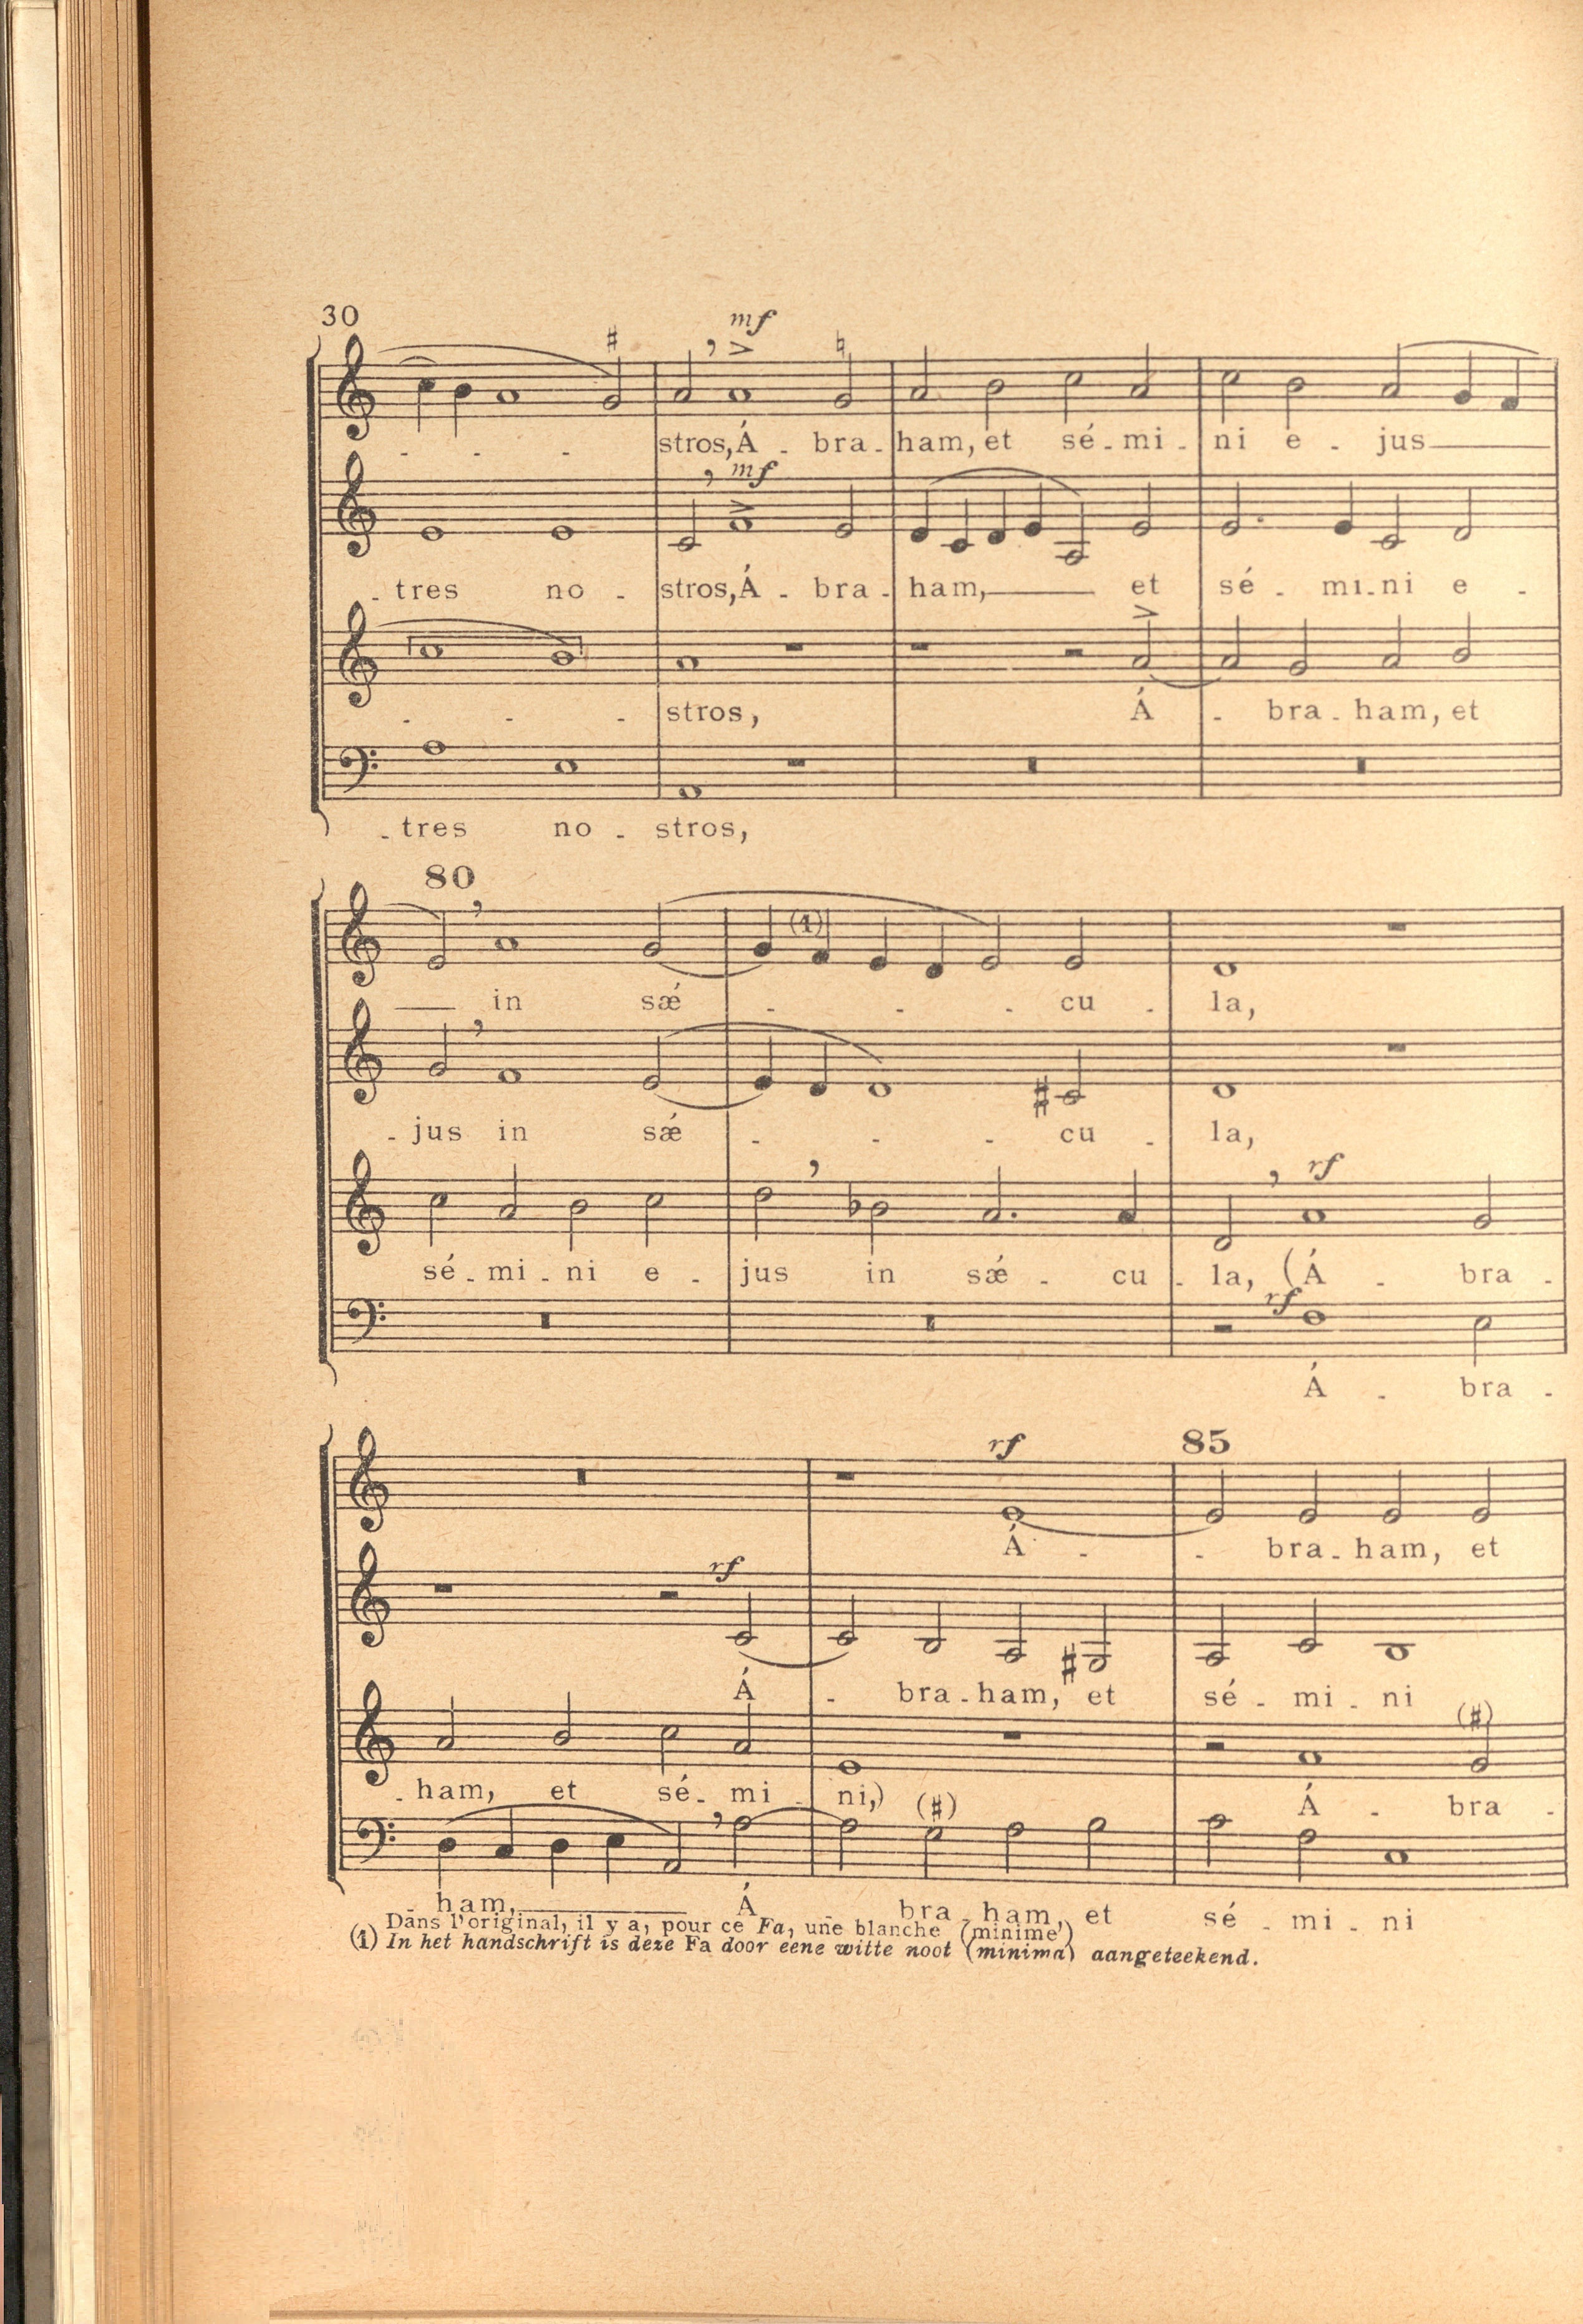 30
mf
stros, Á - bra - ham, et sé - mi - ni e - jus
mf
- tres no - stros, Á - bra - ham, et sé - mi - ni e -
stros, Á - bra - ham, et
- tres no - stros,
80
(1)
in sǽ - cu - la,
- jus in sǽ - cu - la,
rf
sé - mi - ni e - jus in sǽ - cu - la, (Á - bra -
rf
Á - bra -
rf 85
Á - bra - ham, et
rf
Á - bra - ham, et sé - mi - ni
- ham, et sé - mi - ni,) Á - bra -
- ham, Á - bra - ham, et sé - mi - ni
Dans l'original, il y a, pour ce Fa, une blanche (minime)
(1) In het handschrift is deze Fa door eene witte noot (minima) aangeteekend.